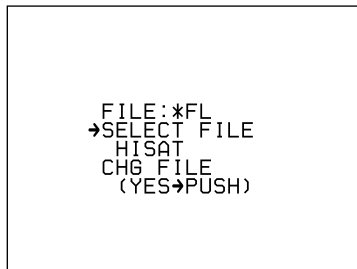 FILE:*FL
→SELECT FILE
HISAT
CHG FILE
(YES→PUSH)